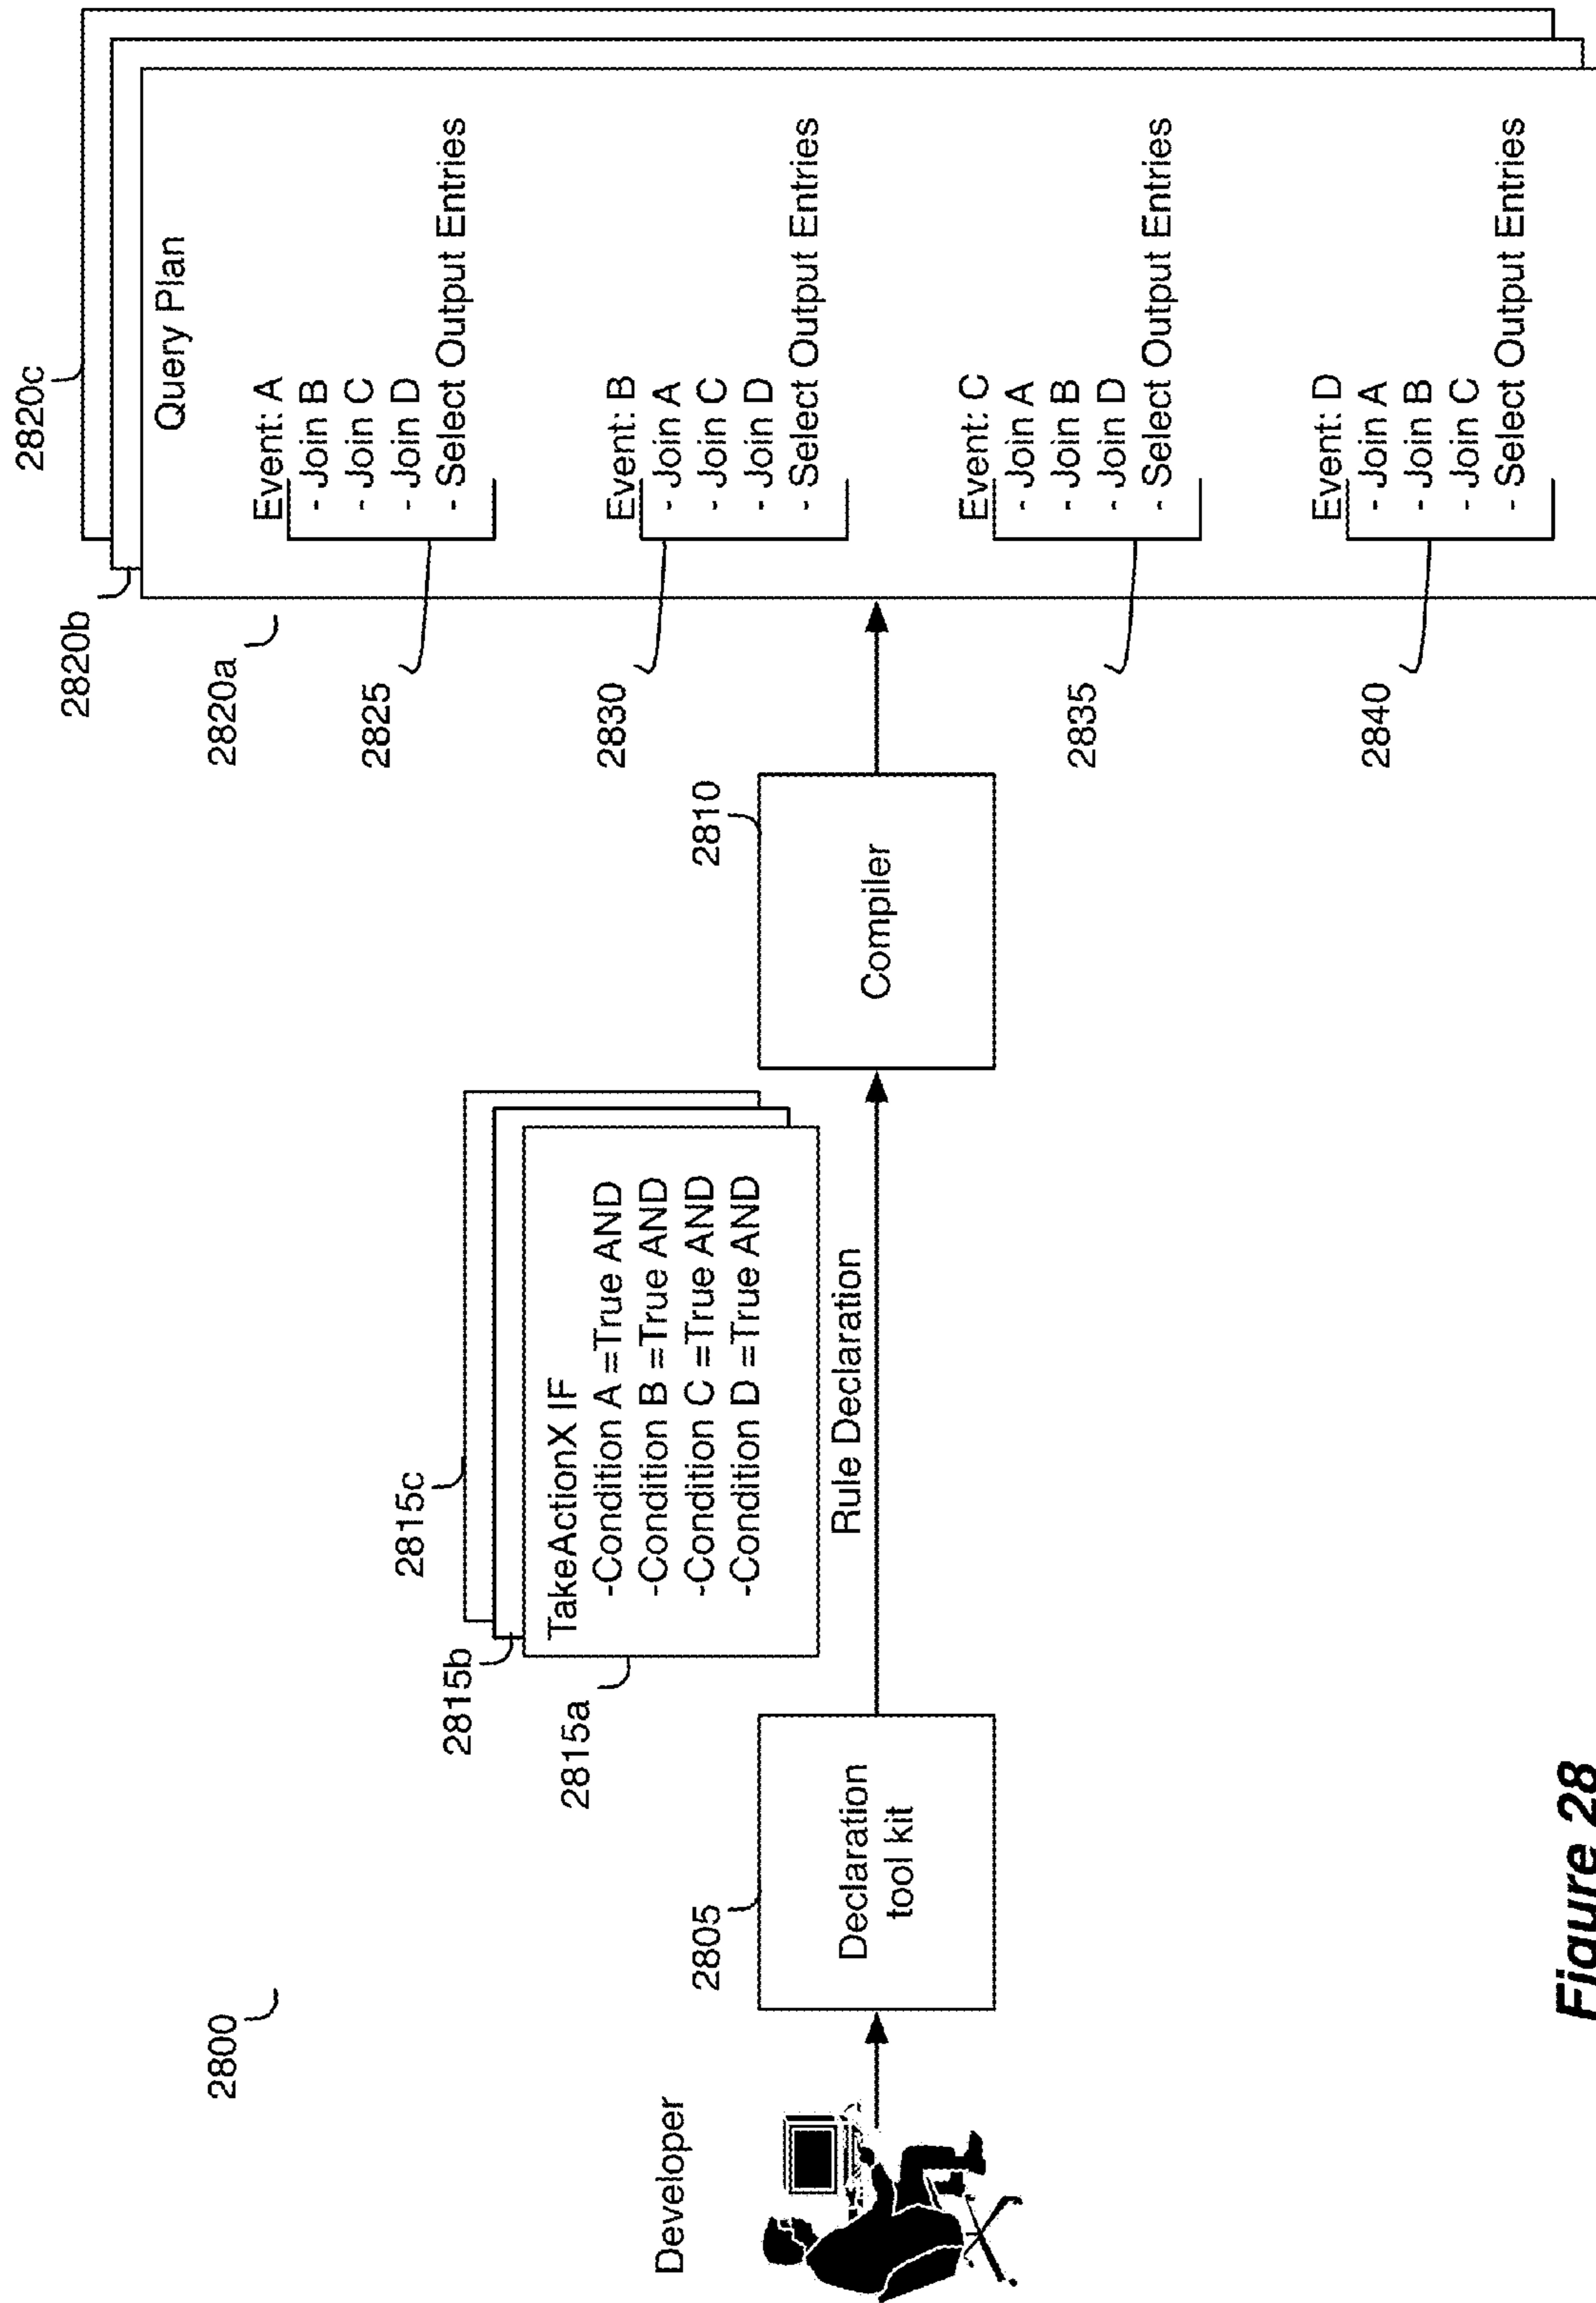 2800
Developer
2805
Declaration
tool kit
2815a
2815b
2815c
TakeActionX IF
-Condition A =True AND
-Condition B =True AND
-Condition C =True AND
-Condition D =True AND
Rule Declaration
2810
Compiler
2820a
2820b
2820c
Query Plan
2825
Event: A
- Join B
- Join C
- Join D
- Select Output Entries
2830
Event: B
- Join A
- Join C
- Join D
- Select Output Entries
2835
Event: C
- Join A
- Join B
- Join D
- Select Output Entries
2840
Event: D
- Join A
- Join B
- Join C
- Select Output Entries
Figure 28